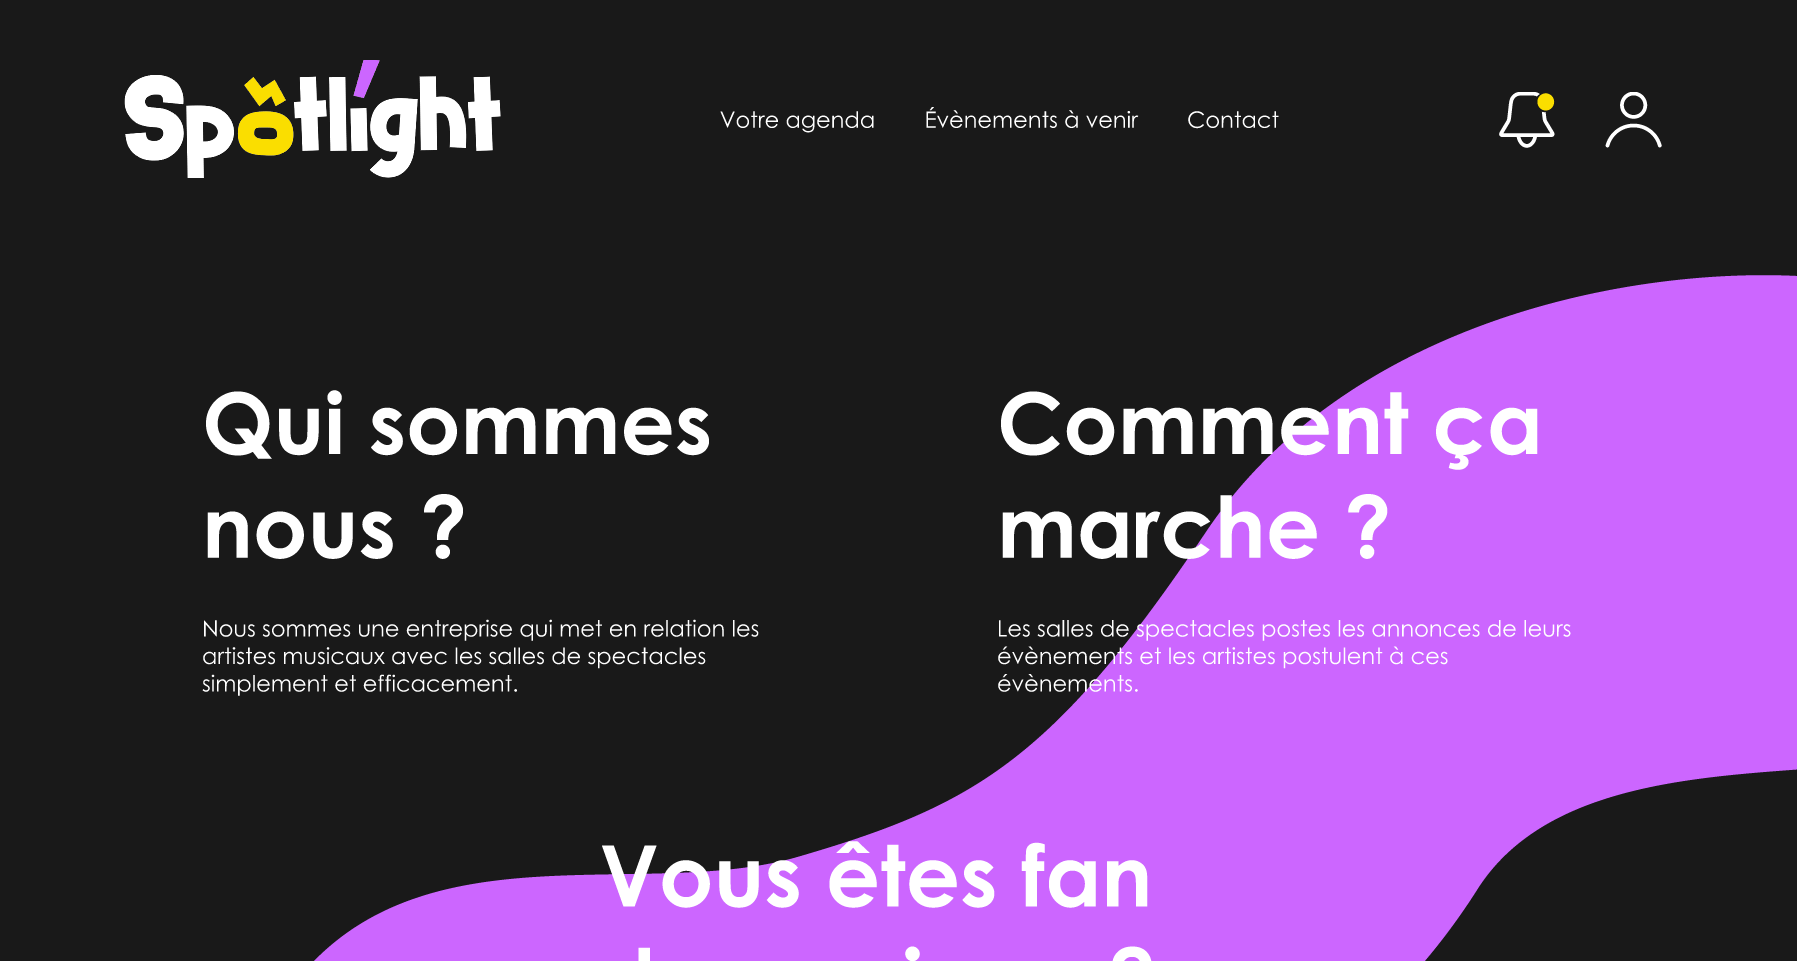 Spotlight
Votre agenda
Évènements à venir
Contact
Qui sommes
nous ?
Nous sommes une entreprise qui met en relation les
artistes musicaux avec les salles de spectacles
simplement et efficacement.
Comment ça
marche ?
Les salles de spectacles postes les annonces de leurs
évènements et les artistes postulent à ces
évènements.
Vous êtes fan